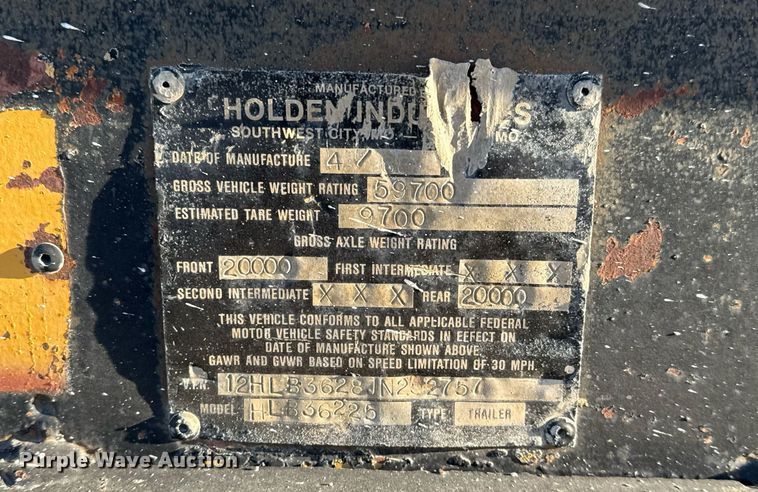 MANUFACTURED
HOLDEN INDUSTRIES
SOUTHWEST CITY, MO. MO.
DATE OF MANUFACTURE 4/
GROSS VEHICLE WEIGHT RATING 59700
ESTIMATED TARE WEIGHT 9700
GROSS AXLE WEIGHT RATING
FRONT 20000 FIRST INTERMEDIATE X X X
SECOND INTERMEDIATE X X X REAR 20000
THIS VEHICLE CONFORMS TO ALL APPLICABLE FEDERAL
MOTOR VEHICLE SAFETY STANDARDS IN EFFECT ON
DATE OF MANUFACTURE SHOWN ABOVE.
GAWR AND GVWR BASED ON SPEED LIMITATION OF 30 MPH.
V.I.N.
MODEL TYPE TRAILER
Purple Wave Auction